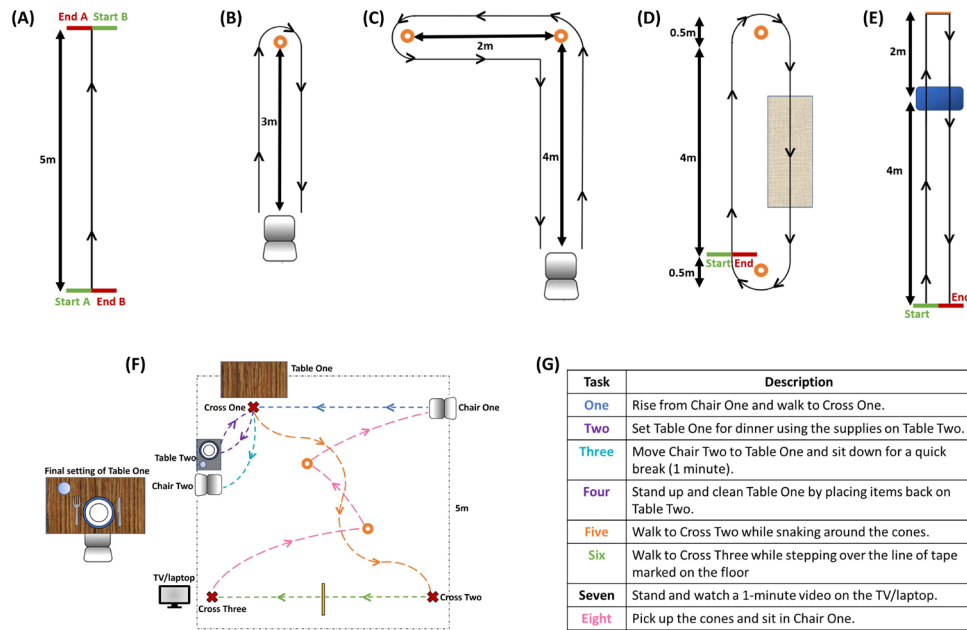 (A)
End A Start B
5m
Start A End B
(B)
3m
(C)
2m
4m
(D)
0.5m
4m
Start End
0.5m
(E)
2m
4m
Start End
(F)
Table One
Cross One
Chair One
Table Two
Chair Two
Final setting of Table One
5m
TV/laptop
Cross Three
Cross Two
(G)
Task Description
One Rise from Chair One and walk to Cross One.
Two Set Table One for dinner using the supplies on Table Two.
Three Move Chair Two to Table One and sit down for a quick
break (1 minute).
Four Stand up and clean Table One by placing items back on
Table Two.
Five Walk to Cross Two while snaking around the cones.
Six Walk to Cross Three while stepping over the line of tape
marked on the floor
Seven Stand and watch a 1-minute video on the TV/laptop.
Eight Pick up the cones and sit in Chair One.